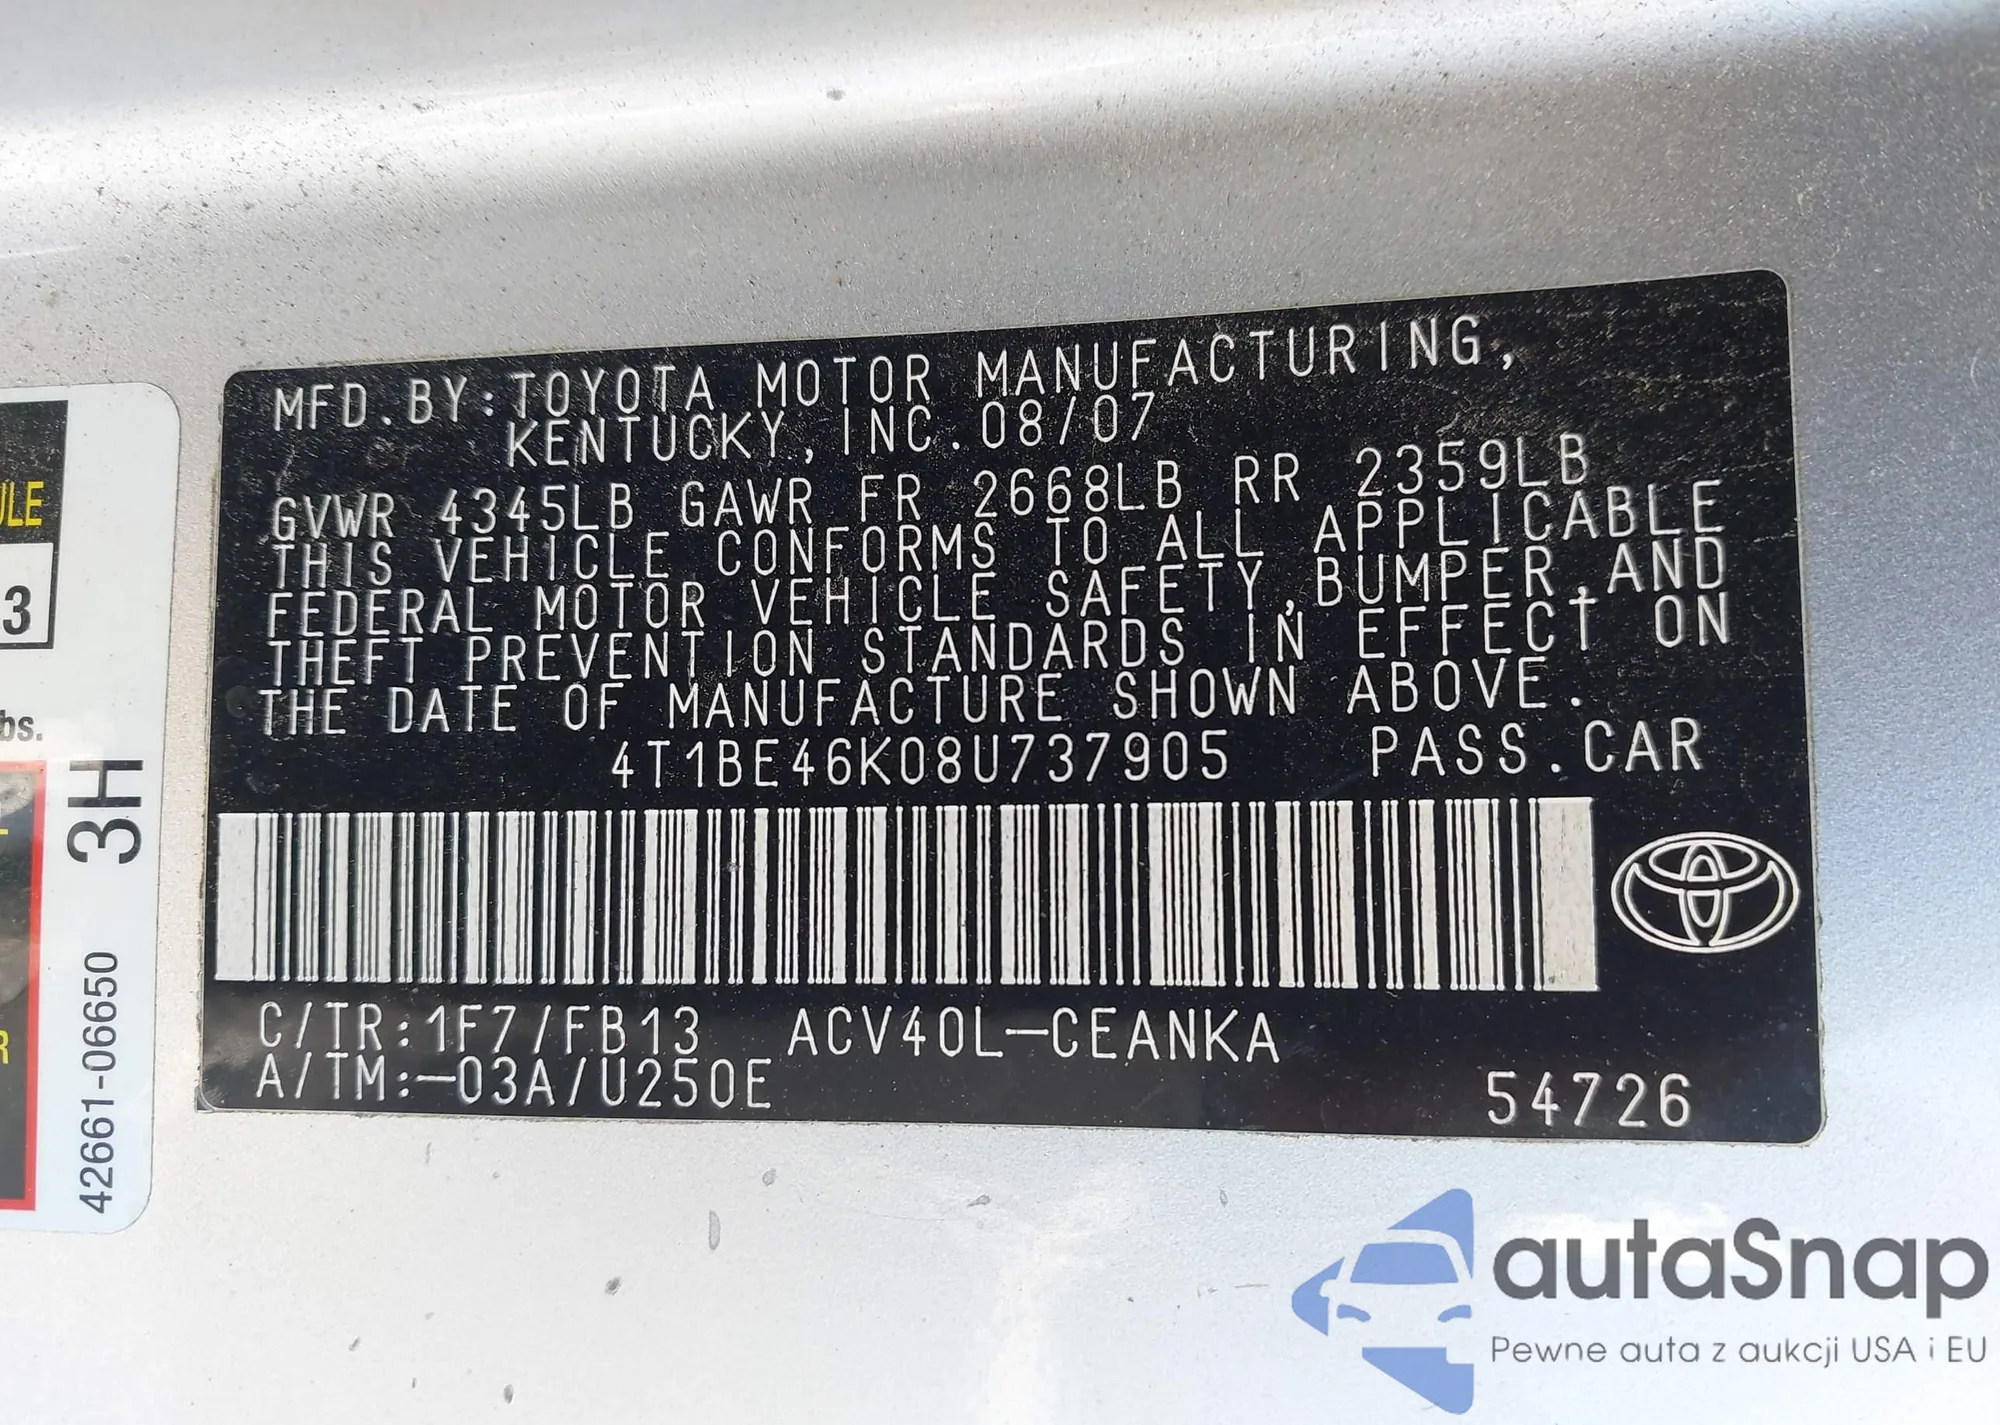 MFD.BY:TOYOTA MOTOR MANUFACTURING,
KENTUCKY, INC. 08/07
GVWR 4345LB GAWR FR 2668LB RR 2359LB
THIS VEHICLE CONFORMS TO ALL APPLICABLE
FEDERAL MOTOR VEHICLE SAFETY,BUMPER,AND
THEFT PREVENTION STANDARDS IN EFFECT ON
THE DATE OF MANUFACTURE SHOWN ABOVE.
4T1BE46K08U737905 PASS.CAR
C/TR:1F7/FB13 ACV40L-CEANKA
A/TM:-03A/U250E
54726
3
bs.
3H
42661-06650
autaSnap
Pewne auta z aukcji USA i EU